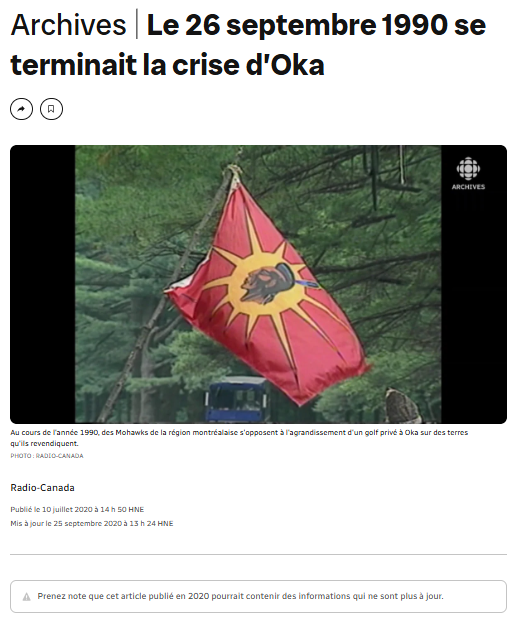 Archives | Le 26 septembre 1990 se
terminait la crise d'Oka
ARCHIVES
Au cours de l'année 1990, des Mohawks de la région montréalaise s'opposent à l'agrandissement d'un golf privé à Oka sur des terres
qu'ils revendiquent.
PHOTO : RADIO-CANADA
Radio-Canada
Publié le 10 juillet 2020 à 14 h 50 HNE
Mis à jour le 25 septembre 2020 à 13 h 24 HNE
Prenez note que cet article publié en 2020 pourrait contenir des informations qui ne sont plus à jour.